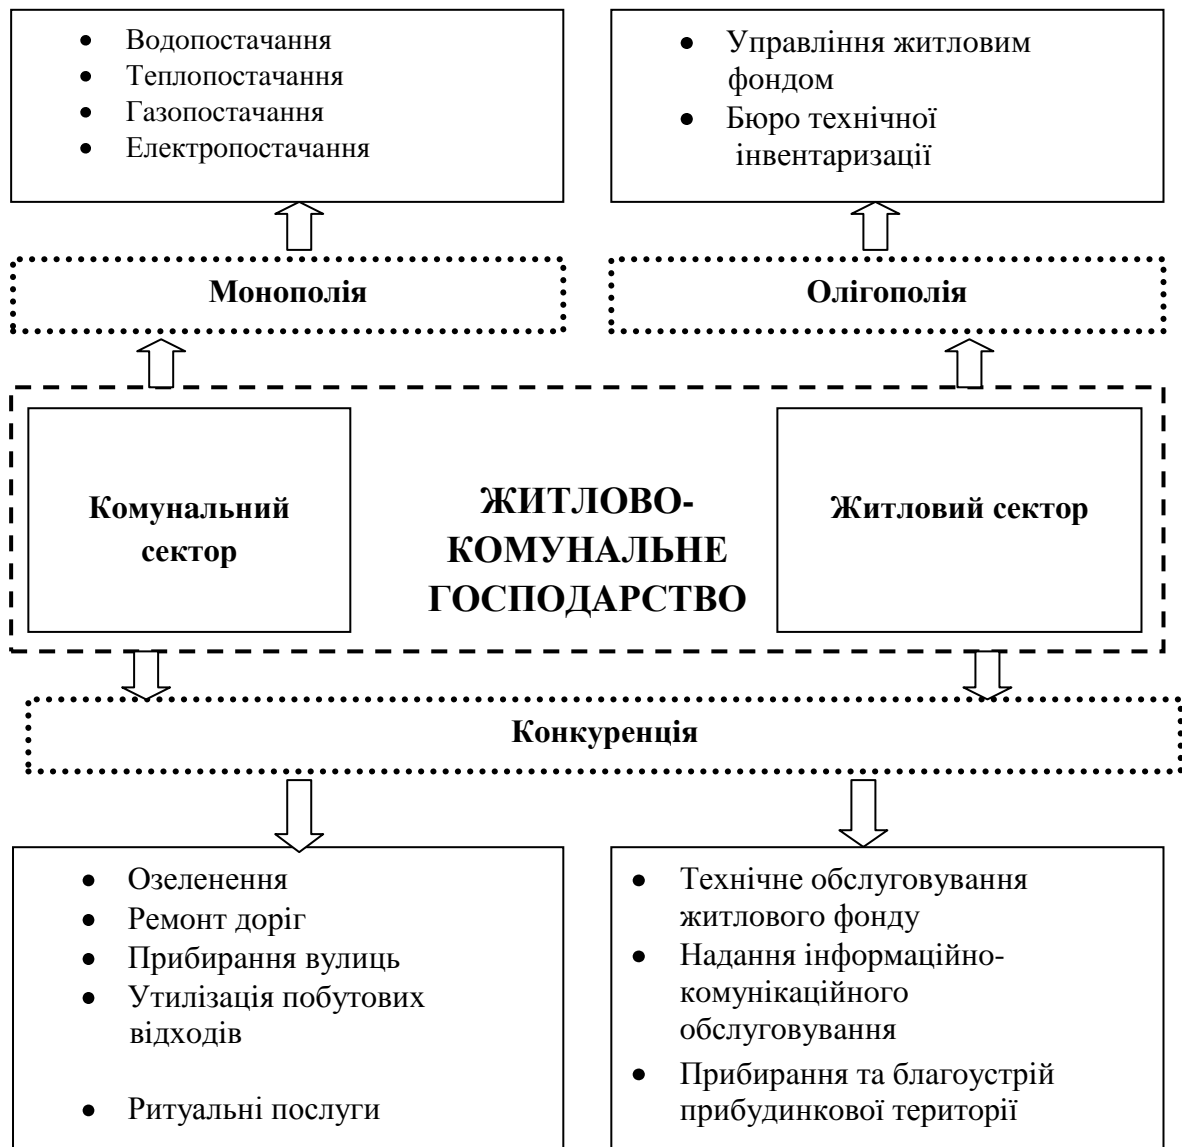 • Водопостачання
• Теплопостачання
• Газопостачання
• Електропостачання
• Управління житловим
фондом
• Бюро технічної
інвентаризації
Монополія
Олігополія
Комунальний
сектор
ЖИТЛОВО-
КОМУНАЛЬНЕ
ГОСПОДАРСТВО
Житловий сектор
Конкуренція
• Озеленення
• Ремонт доріг
• Прибирання вулиць
• Утилізація побутових
відходів
• Ритуальні послуги
• Технічне обслуговування
житлового фонду
• Надання інформаційно-
комунікаційного
обслуговування
• Прибирання та благоустрій
прибудинкової території